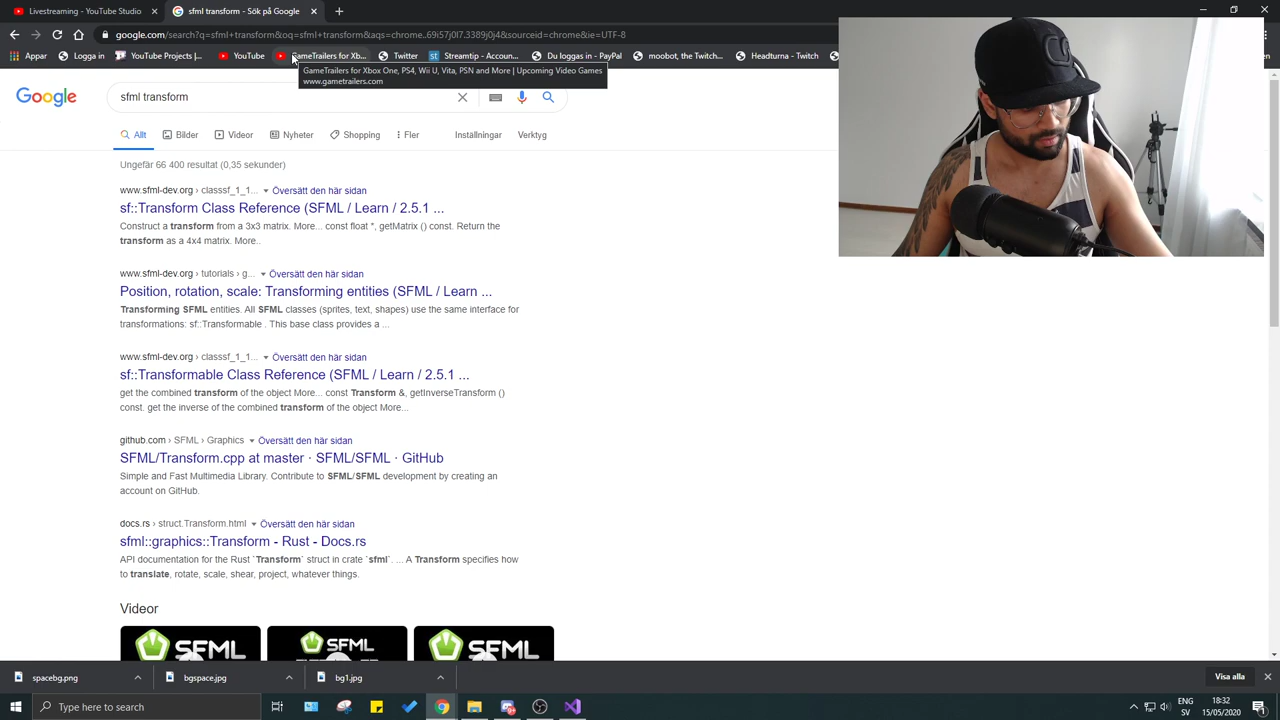 google.com/search?q=sfml+transform&oq=sfml+transform+&aqs=chrome..69i57j0l7.3389j0j4&sourceid=chrome&ie=UTF-8
Appar
Google
YouTube Projects |...
YouTube
GameTrailers for Xb...
Twitter
Streamtip - Accoun...
Du loggas in - PayPal
moobot, your twitch...
Headturna - Twitch
Bloggtidning
GameTrailers for Xbox One, PS4, Wii U, Vita, PSN and More | Upcoming Video Games
www.gametrailers.com
Google
sfml transform
Allt
Bilder
Videor
Nyheter
Shopping
Fler
Inställningar
Verktyg
Ungefär 66 400 resultat (0,35 sekunder)
www.sfml-dev.org › classsf_1_1... Översätt den här sidan
sf::Transform Class Reference (SFML / Learn / 2.5.1 ...
Construct a transform from a 3x3 matrix. More... const float *, getMatrix () const. Return the
transform as a 4x4 matrix. More..
www.sfml-dev.org › tutorials › g... Översätt den här sidan
Position, rotation, scale: Transforming entities (SFML / Learn ...
Transforming SFML entities. All SFML classes (sprites, text, shapes) use the same interface for
transformations: sf::Transformable . This base class provides a ...
www.sfml-dev.org › classsf_1_1... Översätt den här sidan
sf::Transformable Class Reference (SFML / Learn / 2.5.1 ...
get the combined transform of the object More... const Transform &, getInverseTransform ()
const. get the inverse of the combined transform of the object More...
github.com › SFML › Graphics Översätt den här sidan
SFML/Transform.cpp at master · SFML/SFML · GitHub
Simple and Fast Multimedia Library. Contribute to SFML/SFML development by creating an
account on GitHub.
docs.rs › struct.Transform.html Översätt den här sidan
sfml::graphics::Transform - Rust - Docs.rs
API documentation for the Rust `Transform` struct in crate `sfml`. ... A Transform specifies how
to translate, rotate, scale, shear, project, whatever things.
Videor
SFML
SFML
SFML
spacebg.png
bgspace.jpg
bg1.jpg
Visa alla
Type here to search
ENG
SV
18:32
15/05/2020
1